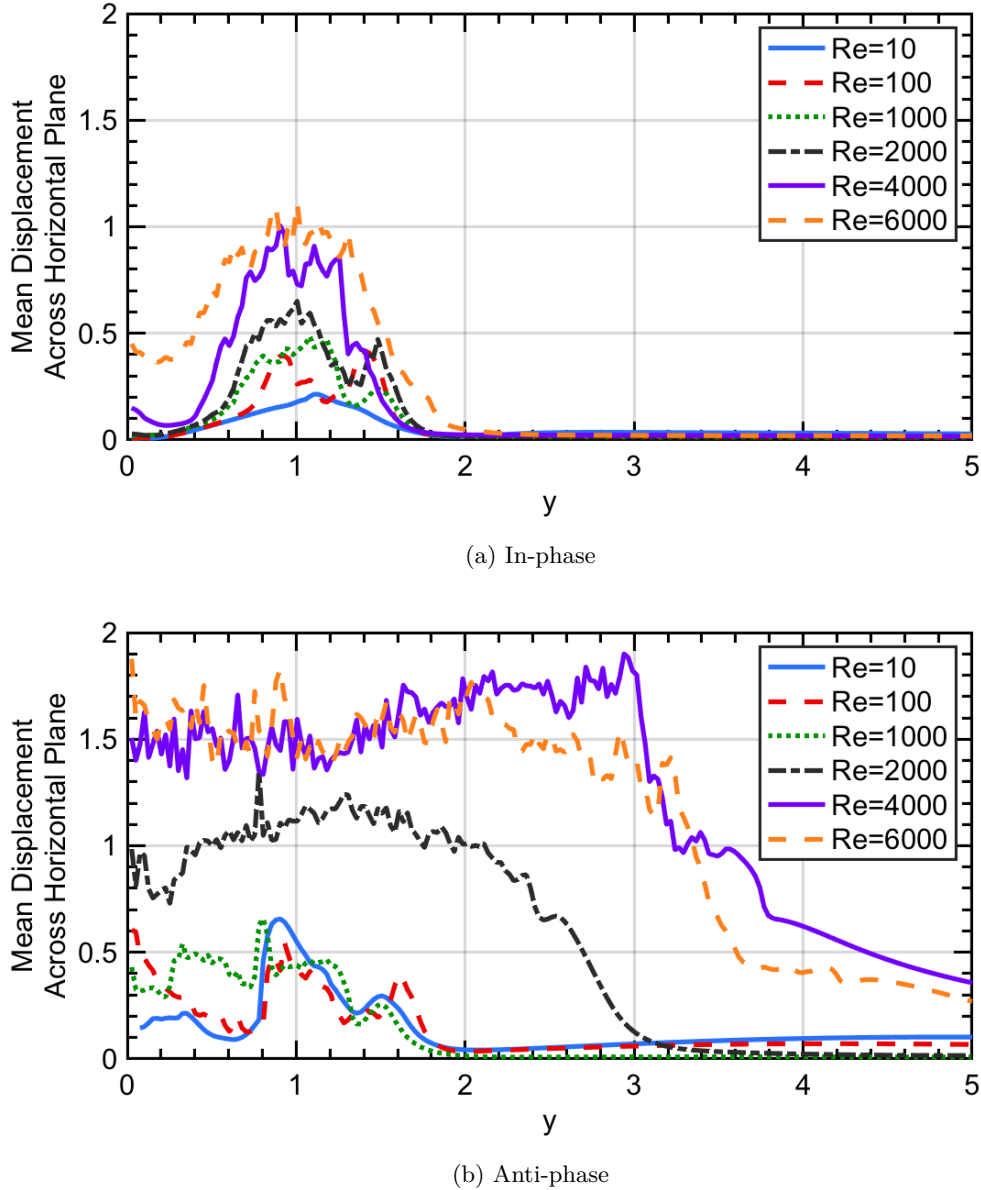 2
1.5
1
0.5
0
Mean Displacement
Across Horizontal Plane
Re=10
Re=100
Re=1000
Re=2000
Re=4000
Re=6000
0 1 2 3 4 5
y
(a) In-phase
2
1.5
1
0.5
0
Mean Displacement
Across Horizontal Plane
Re=10
Re=100
Re=1000
Re=2000
Re=4000
Re=6000
0 1 2 3 4 5
y
(b) Anti-phase